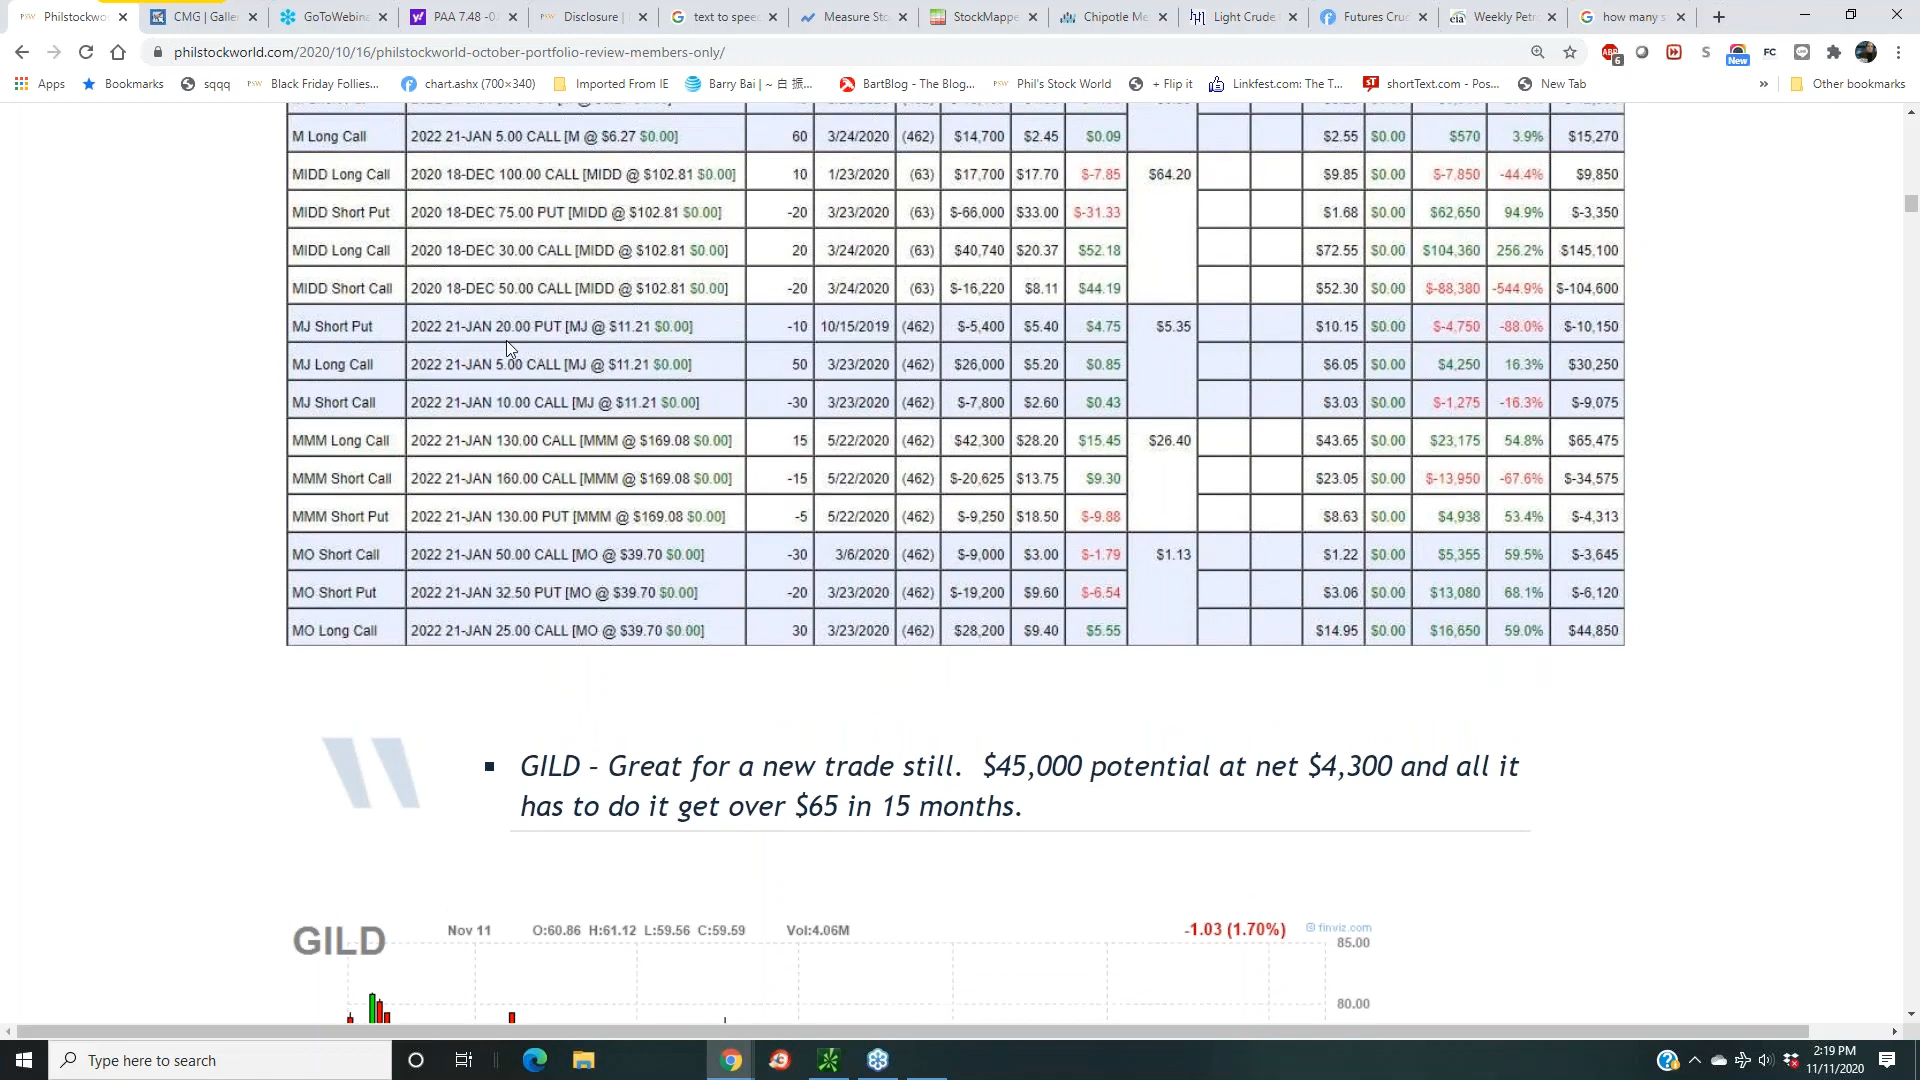 Philstockwo
CMG | Galle
GoToWebina
PAA 7.48 -0.
Disclosure |
text to spee
Measure Sto
StockMappe
Chipotle Me
Light Crude
Futures Cru
Weekly Petr
how many s
philstockworld.com/2020/10/16/philstockworld-october-portfolio-review-members-only/
6
New
FC
Apps
Bookmarks
sqqq
Black Friday Follies...
chart.ashx (700×340)
Imported From IE
Barry Bai | ~ 白 振...
BartBlog - The Blog...
Phil's Stock World
+ Flip it
Linkfest.com: The T...
shortText.com - Pos...
New Tab
»
Other bookmarks
M Long Call 2022 21-JAN 5.00 CALL [M @ $6.27 $0.00] 60 3/24/2020 (462) $14,700 $2.45 $0.09 $2.55 $0.00 $570 3.9% $15,270
MIDD Long Call 2020 18-DEC 100.00 CALL [MIDD @ $102.81 $0.00] 10 1/23/2020 (63) $17,700 $17.70 $-7.85 $64.20 $9.85 $0.00 $-7,850 -44.4% $9,850
MIDD Short Put 2020 18-DEC 75.00 PUT [MIDD @ $102.81 $0.00] -20 3/23/2020 (63) $-66,000 $33.00 $-31.33 $1.68 $0.00 $62,650 94.9% $-3,350
MIDD Long Call 2020 18-DEC 30.00 CALL [MIDD @ $102.81 $0.00] 20 3/24/2020 (63) $40,740 $20.37 $52.18 $72.55 $0.00 $104,360 256.2% $145,100
MIDD Short Call 2020 18-DEC 50.00 CALL [MIDD @ $102.81 $0.00] -20 3/24/2020 (63) $-16,220 $8.11 $44.19 $52.30 $0.00 $-88,380 -544.9% $-104,600
MJ Short Put 2022 21-JAN 20.00 PUT [MJ @ $11.21 $0.00] -10 10/15/2019 (462) $-5,400 $5.40 $4.75 $5.35 $10.15 $0.00 $-4,750 -88.0% $-10,150
MJ Long Call 2022 21-JAN 5.00 CALL [MJ @ $11.21 $0.00] 50 3/23/2020 (462) $26,000 $5.20 $0.85 $6.05 $0.00 $4,250 16.3% $30,250
MJ Short Call 2022 21-JAN 10.00 CALL [MJ @ $11.21 $0.00] -30 3/23/2020 (462) $-7,800 $2.60 $0.43 $3.03 $0.00 $-1,275 -16.3% $-9,075
MMM Long Call 2022 21-JAN 130.00 CALL [MMM @ $169.08 $0.00] 15 5/22/2020 (462) $42,300 $28.20 $15.45 $26.40 $43.65 $0.00 $23,175 54.8% $65,475
MMM Short Call 2022 21-JAN 160.00 CALL [MMM @ $169.08 $0.00] -15 5/22/2020 (462) $-20,625 $13.75 $9.30 $23.05 $0.00 $-13,950 -67.6% $-34,575
MMM Short Put 2022 21-JAN 130.00 PUT [MMM @ $169.08 $0.00] -5 5/22/2020 (462) $-9,250 $18.50 $-9.88 $8.63 $0.00 $4,938 53.4% $-4,313
MO Short Call 2022 21-JAN 50.00 CALL [MO @ $39.70 $0.00] -30 3/6/2020 (462) $-9,000 $3.00 $-1.79 $1.13 $1.22 $0.00 $5,355 59.5% $-3,645
MO Short Put 2022 21-JAN 32.50 PUT [MO @ $39.70 $0.00] -20 3/23/2020 (462) $-19,200 $9.60 $-6.54 $3.06 $0.00 $13,080 68.1% $-6,120
MO Long Call 2022 21-JAN 25.00 CALL [MO @ $39.70 $0.00] 30 3/23/2020 (462) $28,200 $9.40 $5.55 $14.95 $0.00 $16,650 59.0% $44,850
▪ GILD – Great for a new trade still. $45,000 potential at net $4,300 and all it
has to do it get over $65 in 15 months.
GILD Nov 11 O:60.86 H:61.12 L:59.56 C:59.59 Vol:4.06M -1.03 (1.70%) © finviz.com
85.00
80.00
Type here to search
2:19 PM
11/11/2020